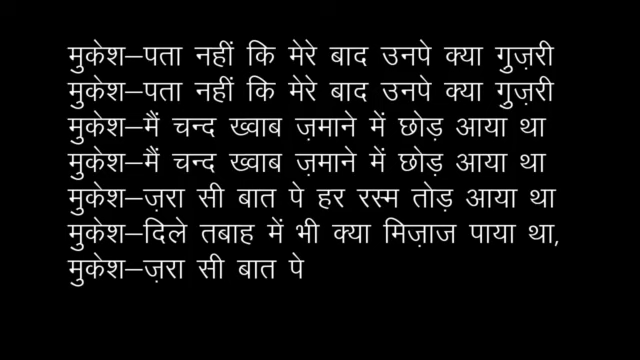 मुकेश–पता नहीं कि मेरे बाद उनपे क्या गुज़री
मुकेश–पता नहीं कि मेरे बाद उनपे क्या गुज़री
मुकेश–मैं चन्द ख्वाब ज़माने में छोड़ आया था
मुकेश–मैं चन्द ख्वाब ज़माने में छोड़ आया था
मुकेश–ज़रा सी बात पे हर रस्म तोड़ आया था
मुकेश–दिले तबाह में भी क्या मिज़ाज पाया था,
मुकेश–ज़रा सी बात पे